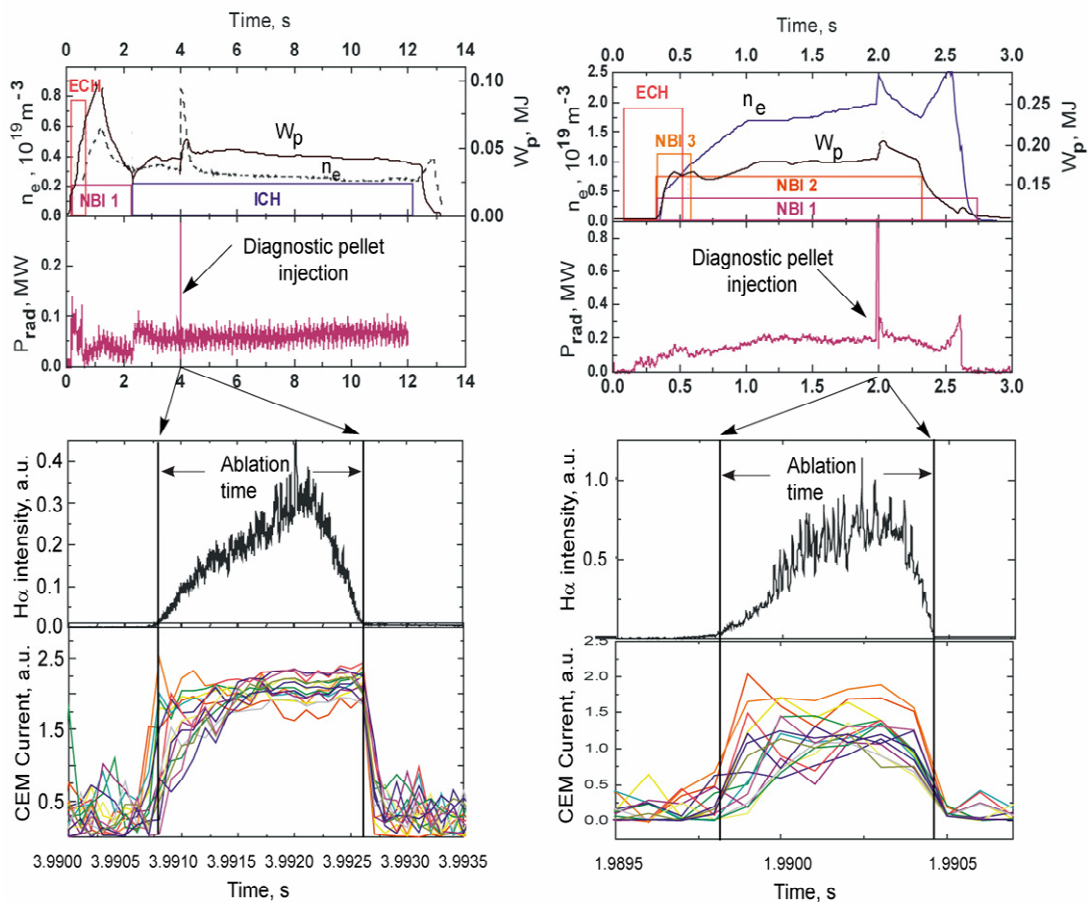 Time, s
0 2 4 6 8 10 12 14
n_e, 10^19 m^-3
0.8
0.6
0.4
0.2
0.0
ECH
NBI 1
W_p
n_e
ICH
0.10
0.05
0.00
W_p, MJ
P_rad, MW
0.2
0.1
0.0
Diagnostic pellet
injection
0 2 4 6 8 10 12 14
Hα intensity, a.u.
0.4
0.3
0.2
0.1
0.0
Ablation
time
CEM Current, a.u.
2.5
2.0
1.5
1.0
0.5
3.9900 3.9905 3.9910 3.9915 3.9920 3.9925 3.9930 3.9935
Time, s
Time, s
0.0 0.5 1.0 1.5 2.0 2.5 3.0
n_e, 10^19 m^-3
2.5
2.0
1.5
1.0
0.5
0.0
ECH
NBI 3
n_e
W_p
NBI 2
NBI 1
0.25
0.20
0.15
W_p, MJ
P_rad, MW
0.8
0.6
0.4
0.2
0.0
Diagnostic pellet
injection
0.0 0.5 1.0 1.5 2.0 2.5 3.0
Hα intensity, a.u.
1.0
0.5
Ablation
time
CEM Current, a.u.
2.5
2.0
1.5
1.0
0.5
0.0
1.9895 1.9900 1.9905
Time, s